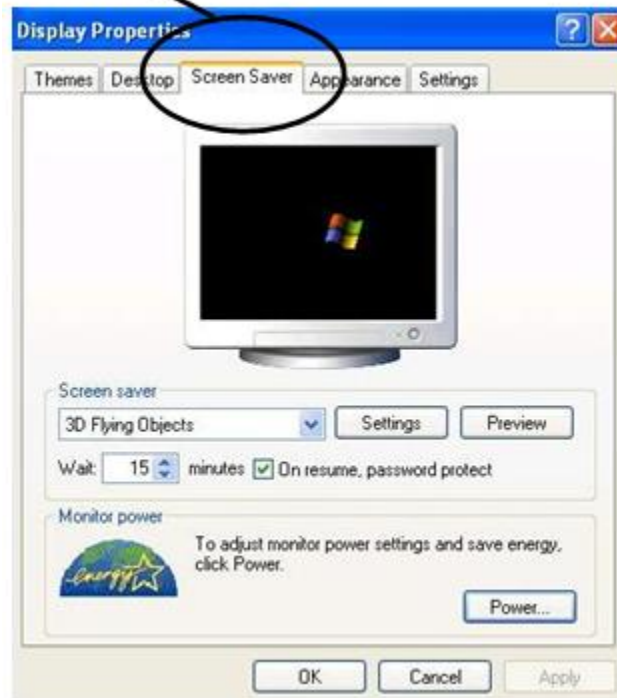 Display Properties
Themes Desktop Screen Saver Appearance Settings
Screen saver
3D Flying Objects Settings Preview
Wait: 15 minutes On resume, password protect
Monitor power
energy To adjust monitor power settings and save energy,
click Power.
Power...
OK Cancel Apply